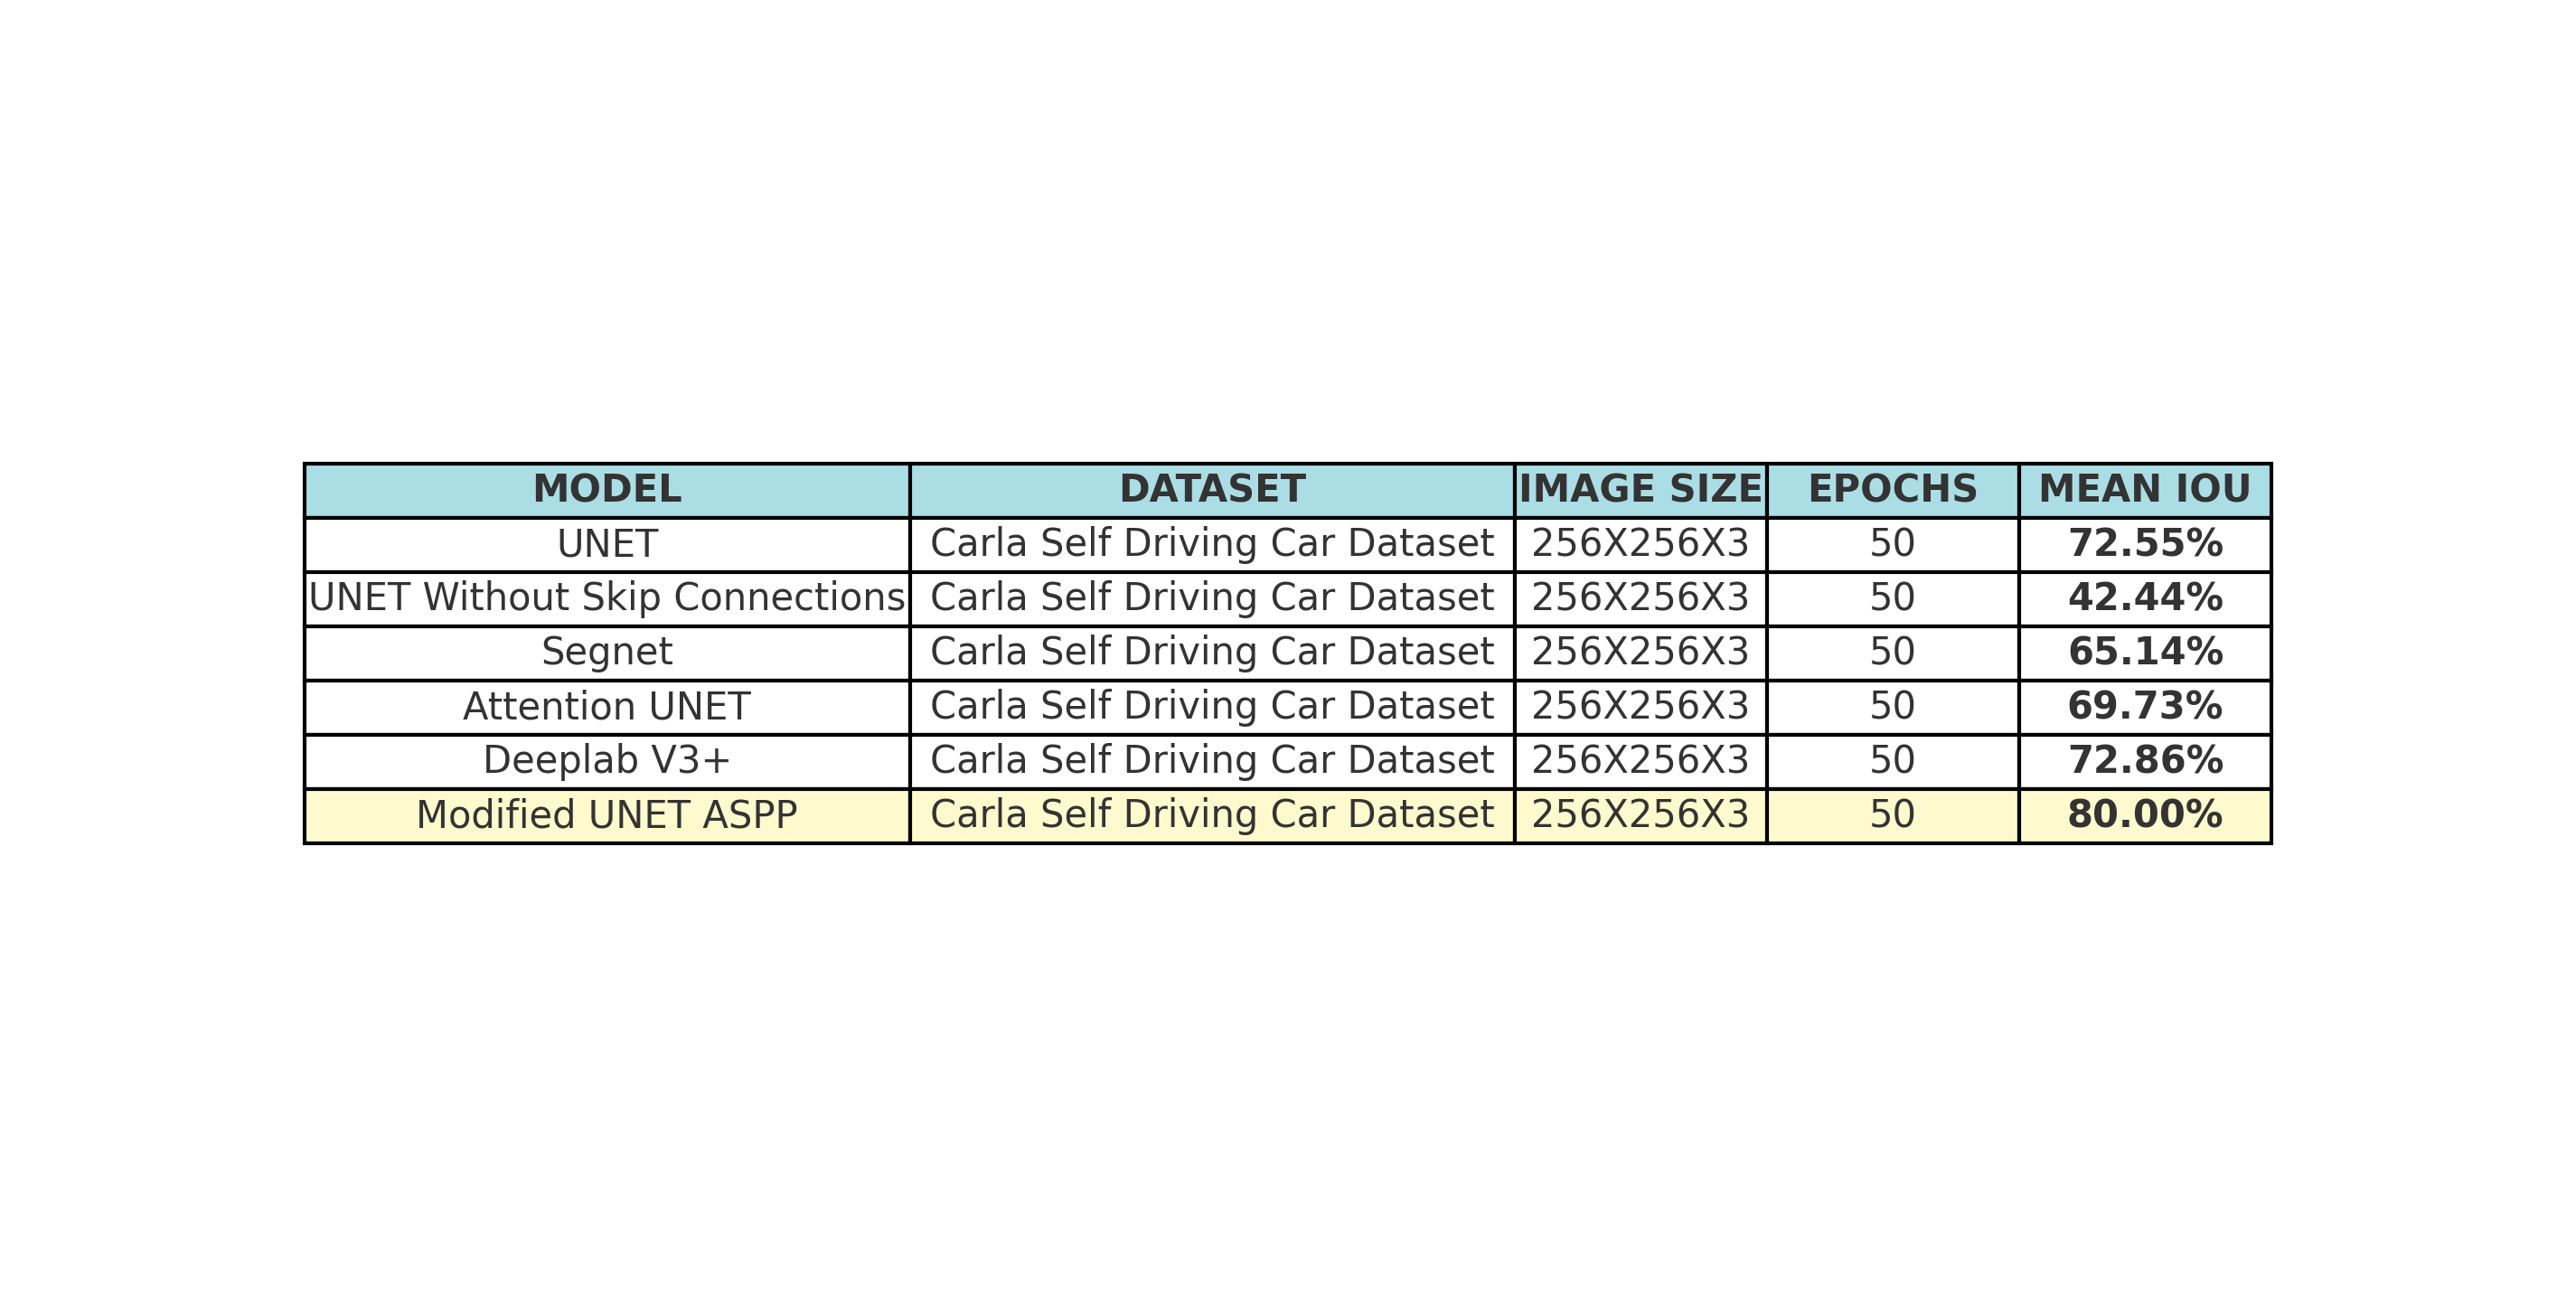 MODEL DATASET IMAGE SIZE EPOCHS MEAN IOU
UNET Carla Self Driving Car Dataset 256X256X3 50 72.55%
UNET Without Skip Connections Carla Self Driving Car Dataset 256X256X3 50 42.44%
Segnet Carla Self Driving Car Dataset 256X256X3 50 65.14%
Attention UNET Carla Self Driving Car Dataset 256X256X3 50 69.73%
Deeplab V3+ Carla Self Driving Car Dataset 256X256X3 50 72.86%
Modified UNET ASPP Carla Self Driving Car Dataset 256X256X3 50 80.00%